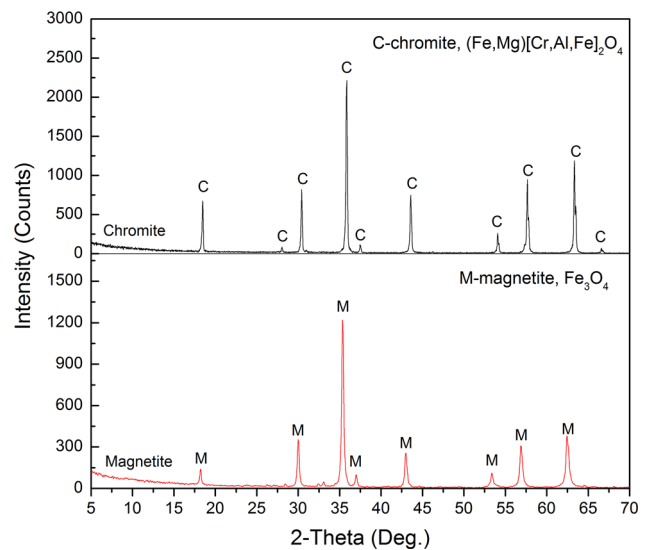 3000
C-chromite, (Fe,Mg)[Cr,Al,Fe]₂O₄
2500
C
2000
1500
1000
C
C
C
C
C
500
C
C
C
C
Chromite
0
Intensity (Counts)
1500
M-magnetite, Fe₃O₄
M
1200
900
600
M
M
M
M
300
M
M
M
Magnetite
0
5 10 15 20 25 30 35 40 45 50 55 60 65 70
2-Theta (Deg.)